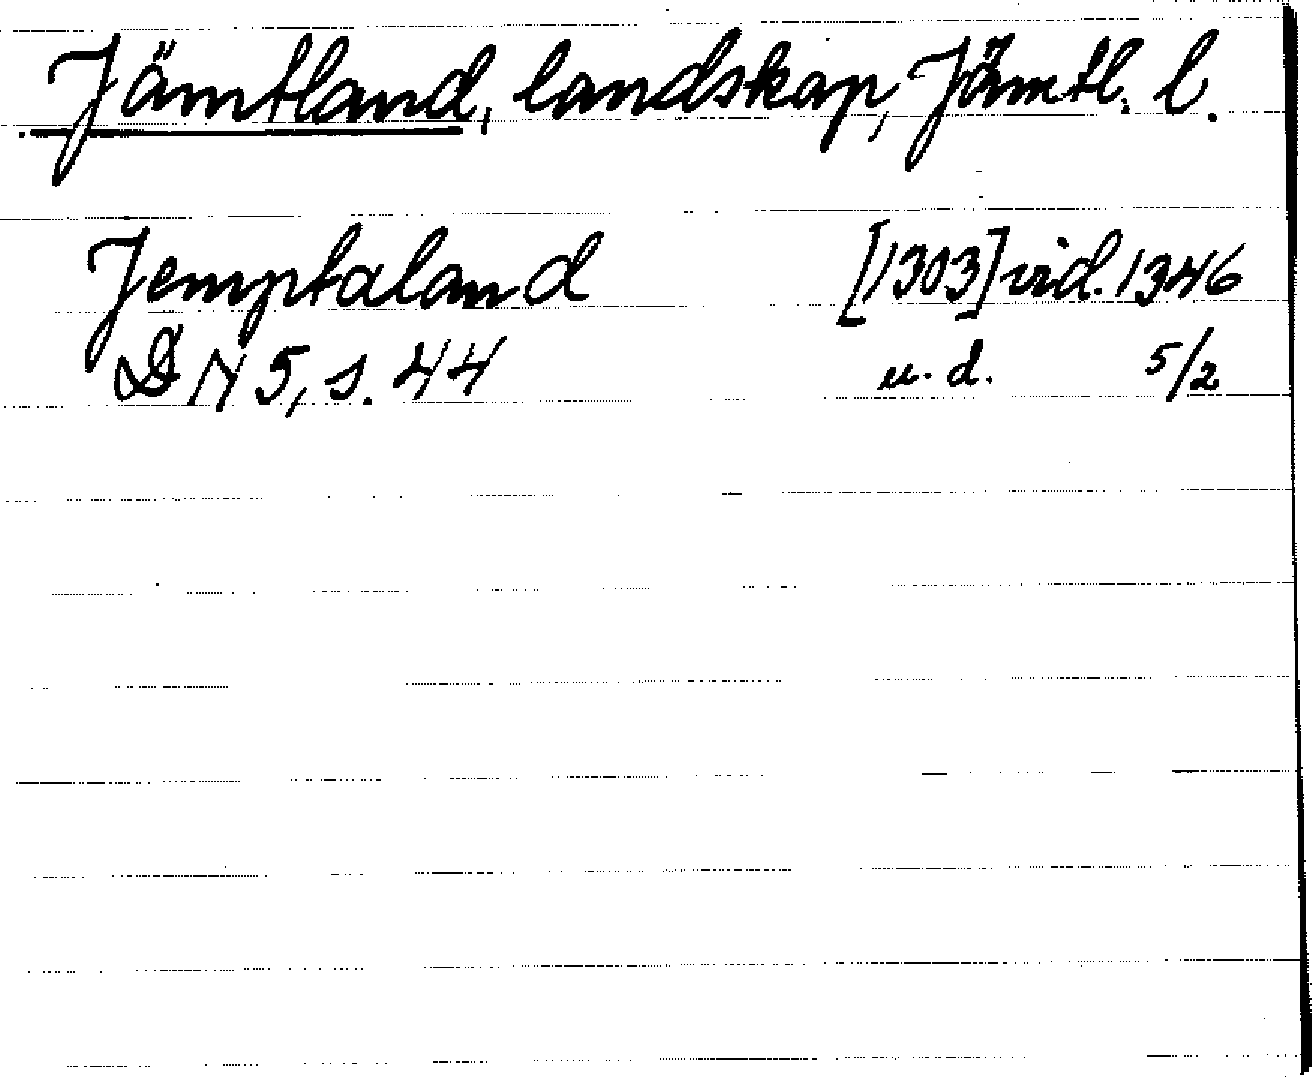 Jämtland, landskap, Jämtl. l.
Jemptaland [1303] vid. 1346
DN 5, s. 44 u. d. 5/2